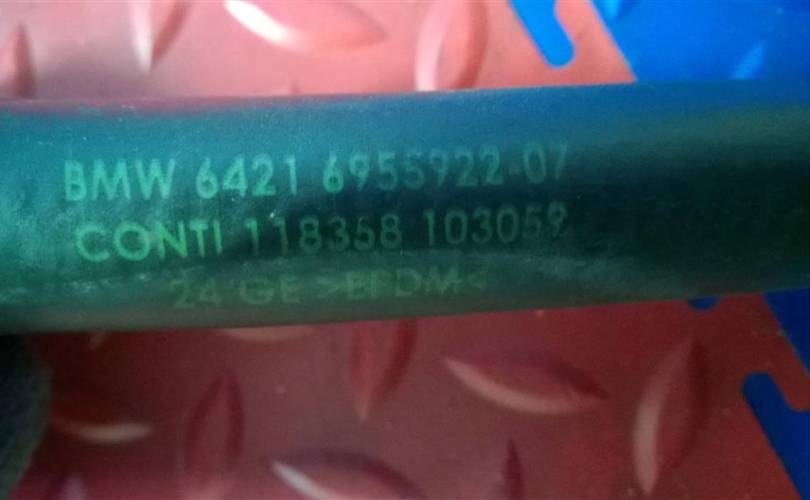 BMW 6421 6955922-07
CONTI 118358 103059
24 GE >EPDM<